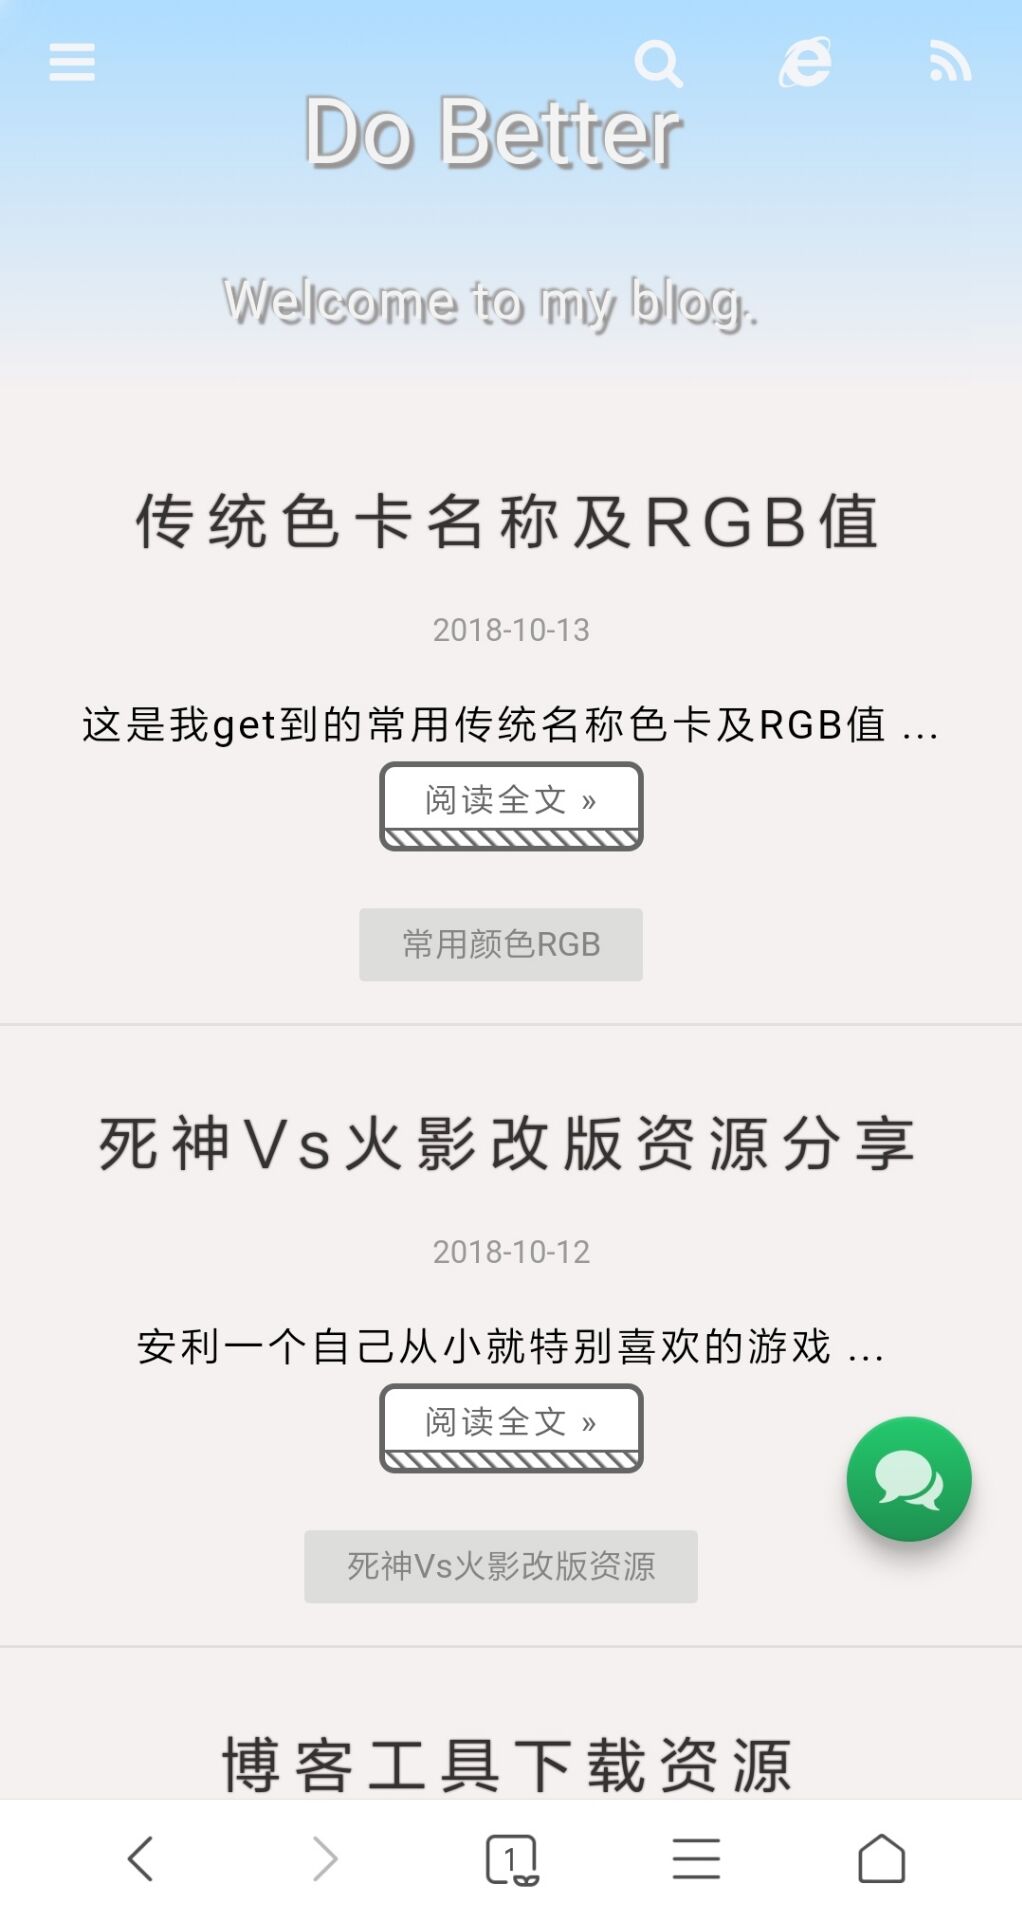 Do Better
Welcome to my blog.
传统色卡名称及RGB值
2018-10-13
这是我get到的常用传统名称色卡及RGB值 ...
阅读全文 »
常用颜色RGB
死神Vs火影改版资源分享
2018-10-12
安利一个自己从小就特别喜欢的游戏 ...
阅读全文 »
死神Vs火影改版资源
博客工具下载资源
1